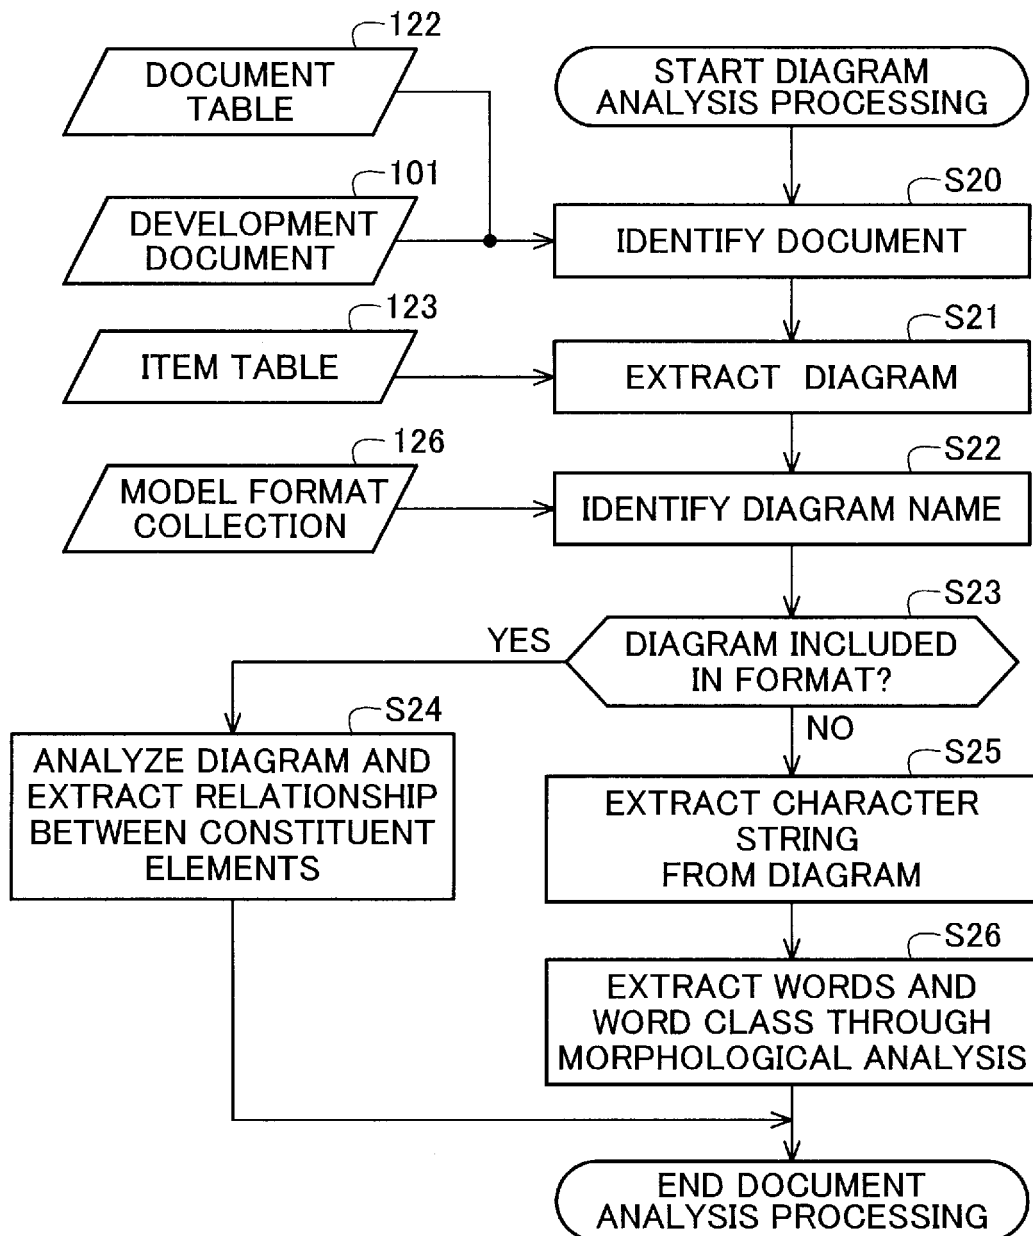 122
DOCUMENT
TABLE
START DIAGRAM
ANALYSIS PROCESSING
101
DEVELOPMENT
DOCUMENT
S20
IDENTIFY DOCUMENT
123
ITEM TABLE
S21
EXTRACT DIAGRAM
126
MODEL FORMAT
COLLECTION
S22
IDENTIFY DIAGRAM NAME
S23
DIAGRAM INCLUDED
IN FORMAT?
YES
NO
S24
ANALYZE DIAGRAM AND
EXTRACT RELATIONSHIP
BETWEEN CONSTITUENT
ELEMENTS
S25
EXTRACT CHARACTER
STRING
FROM DIAGRAM
S26
EXTRACT WORDS AND
WORD CLASS THROUGH
MORPHOLOGICAL ANALYSIS
END DOCUMENT
ANALYSIS PROCESSING